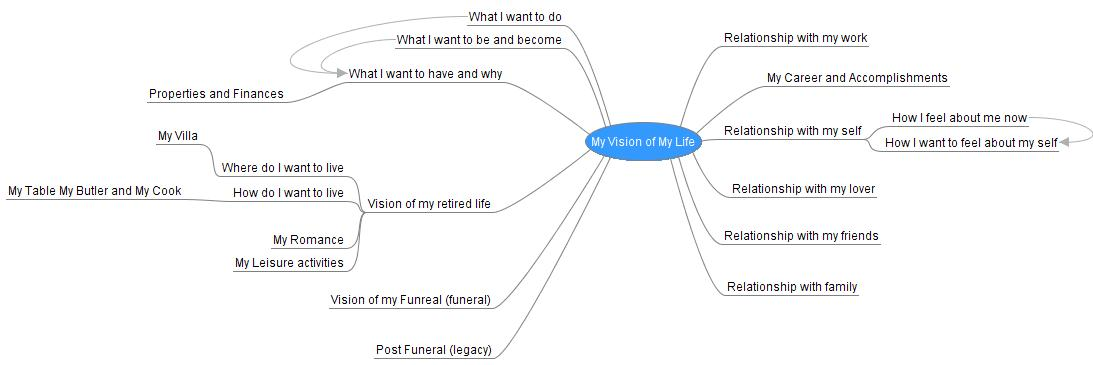 What I want to do
What I want to be and become
What I want to have and why
Properties and Finances
My Villa
Where do I want to live
My Table My Butler and My Cook
How do I want to live
Vision of my retired life
My Romance
My Leisure activities
Vision of my Funreal (funeral)
Post Funeral (legacy)
My Vision of My Life
Relationship with my work
My Career and Accomplishments
Relationship with my self
How I feel about me now
How I want to feel about my self
Relationship with my lover
Relationship with my friends
Relationship with family